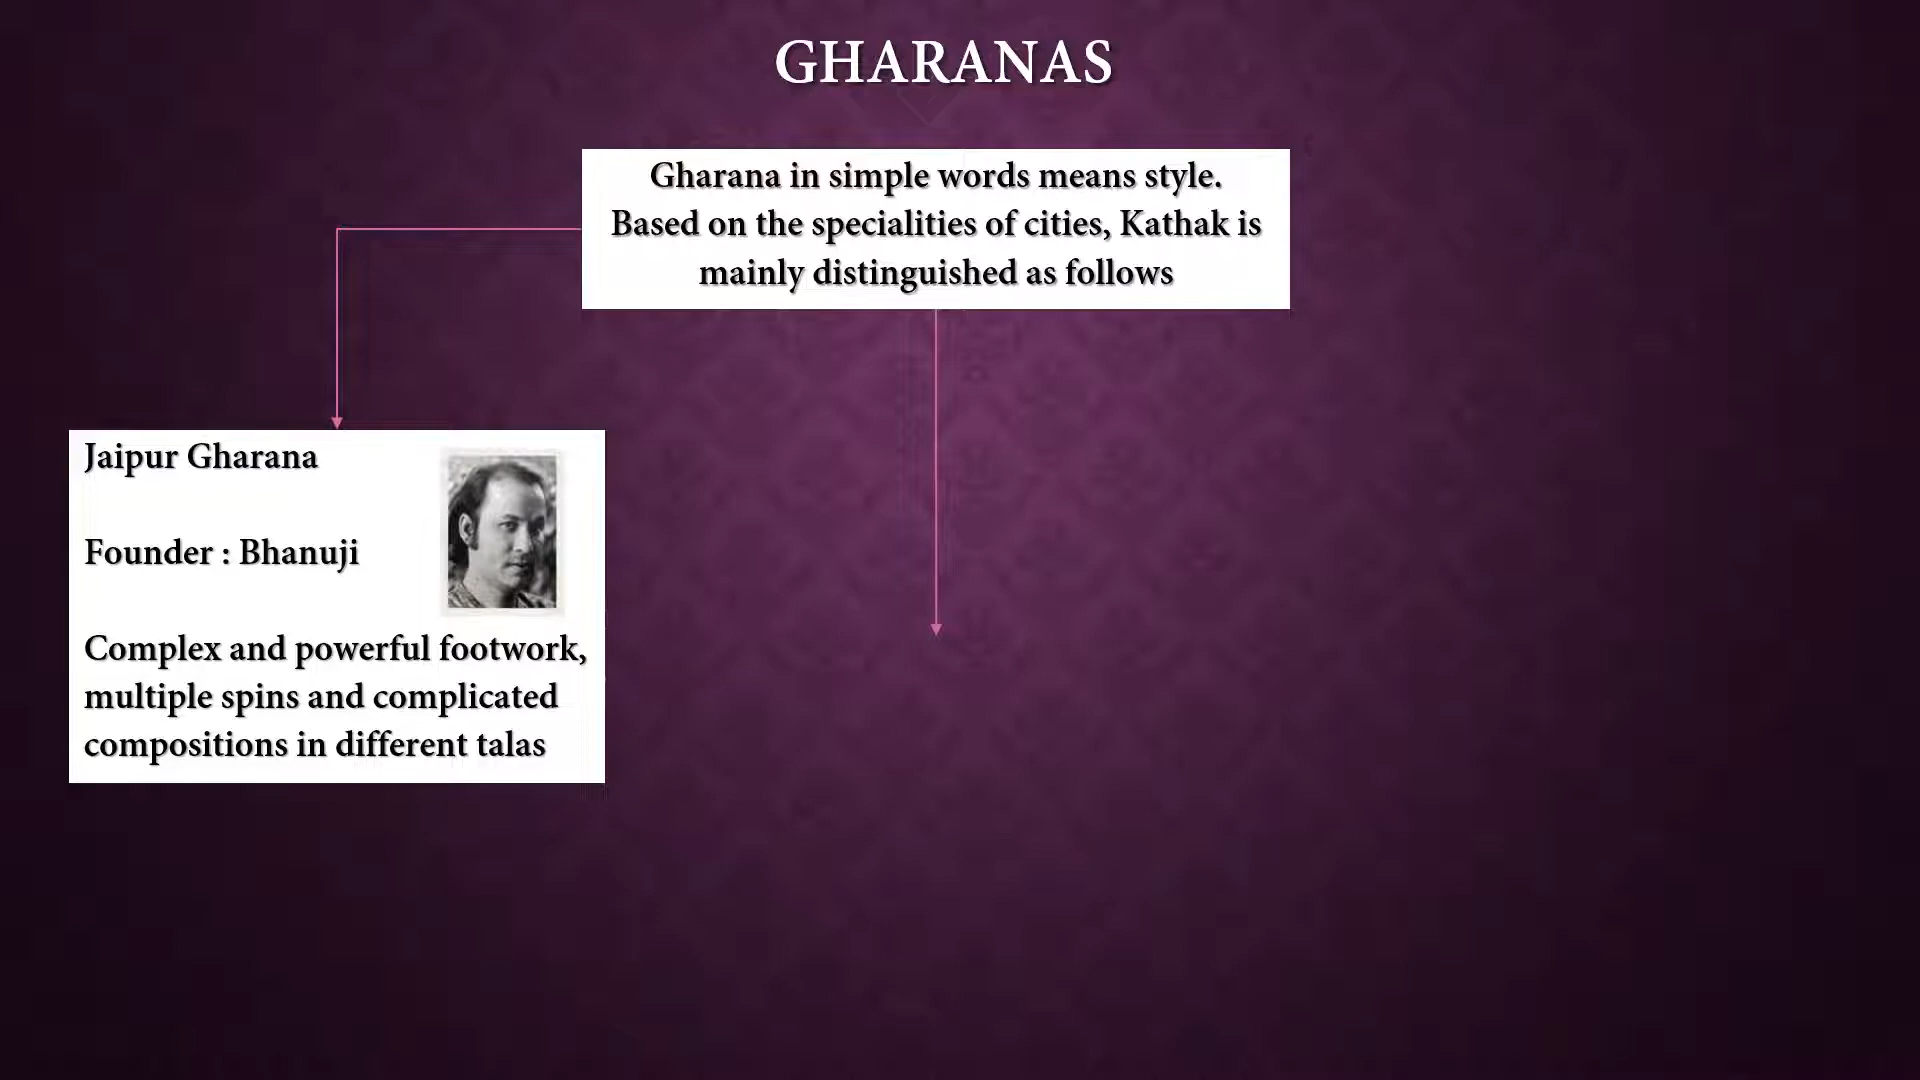 GHARANAS
Gharana in simple words means style.
Based on the specialities of cities, Kathak is
mainly distinguished as follows
Jaipur Gharana
Founder : Bhanuji
Complex and powerful footwork,
multiple spins and complicated
compositions in different talas